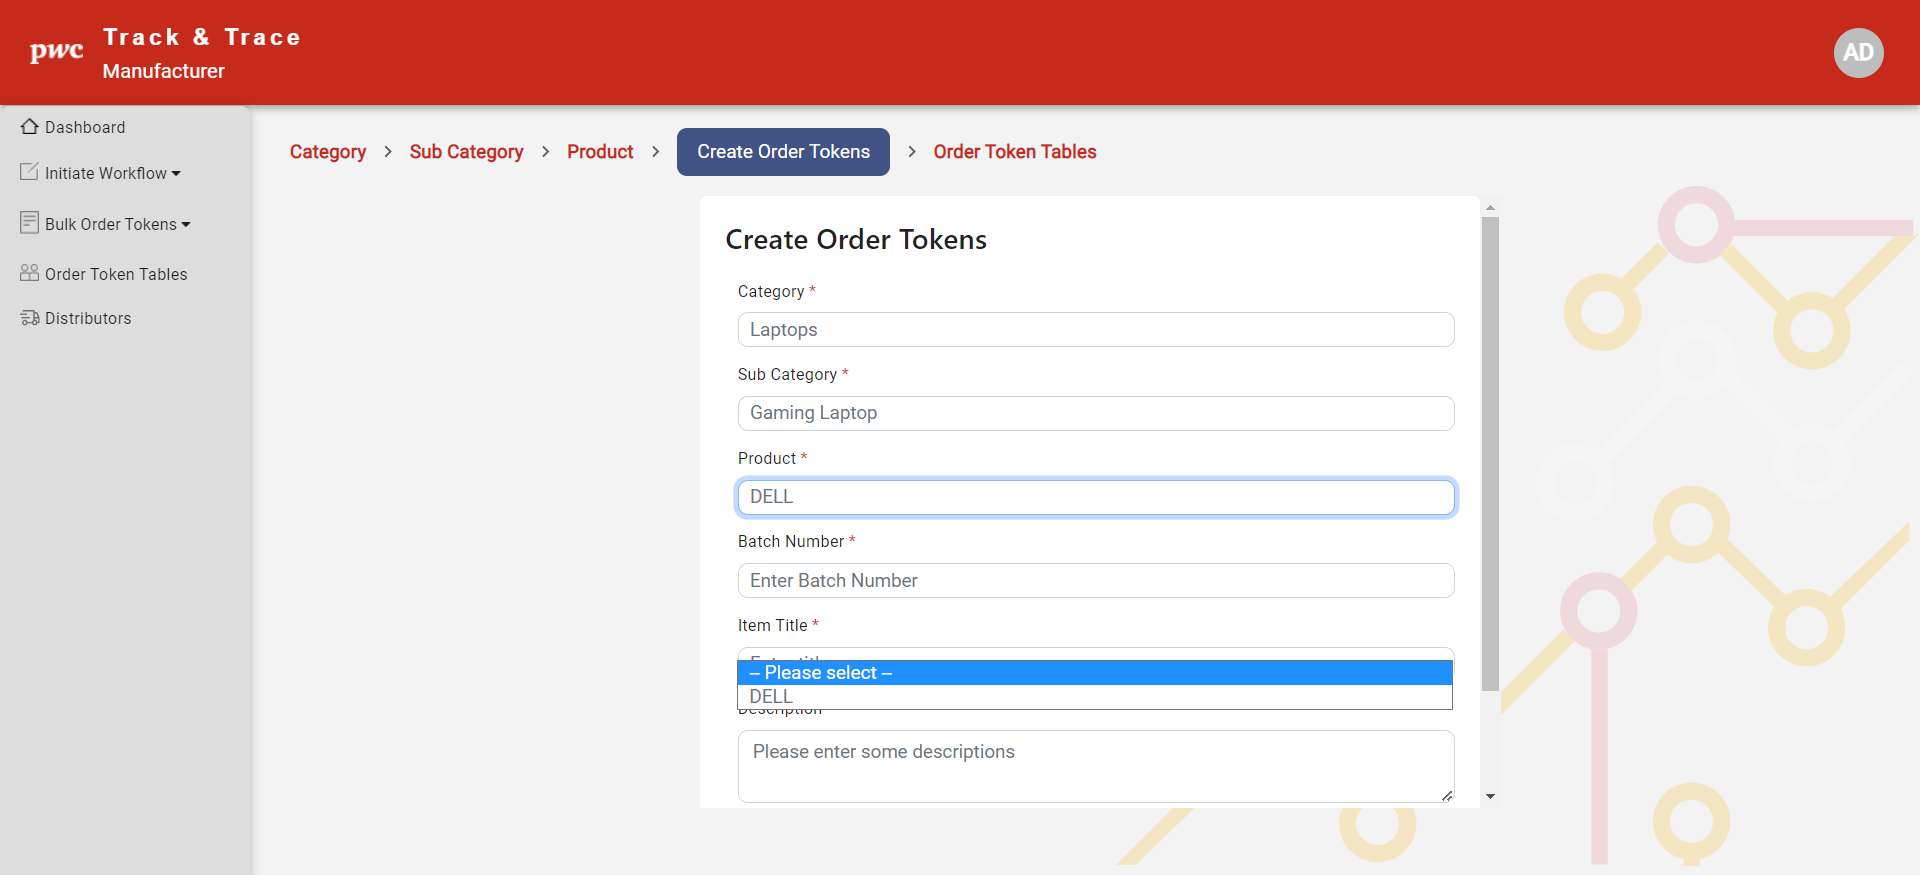 pwc
Track & Trace
Manufacturer
AD
Dashboard
Initiate Workflow
Bulk Order Tokens
Order Token Tables
Distributors
Category > Sub Category > Product > Create Order Tokens > Order Token Tables
Create Order Tokens
Category *
Laptops
Sub Category *
Gaming Laptop
Product *
DELL
Batch Number *
Enter Batch Number
Item Title *
-- Please select --
DELL
Description
Please enter some descriptions